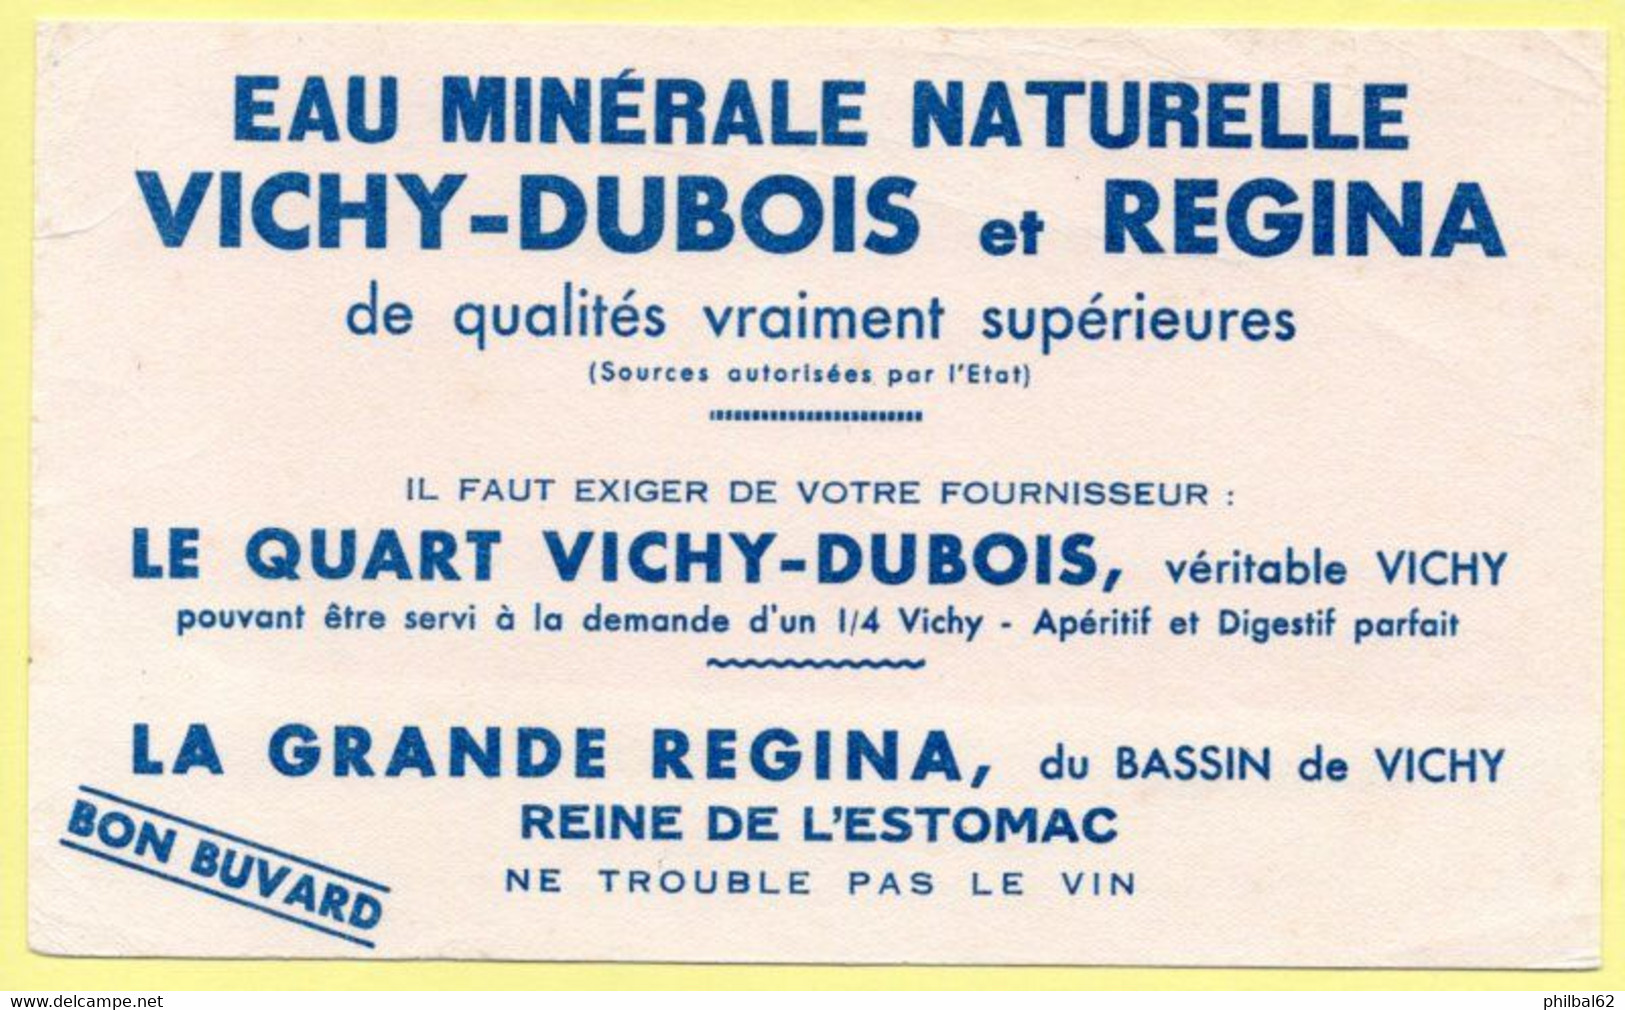 EAU MINÉRALE NATURELLE
VICHY-DUBOIS et REGINA
de qualités vraiment supérieures
(Sources autorisées par l'Etat)
IL FAUT EXIGER DE VOTRE FOURNISSEUR :
LE QUART VICHY-DUBOIS, véritable VICHY
pouvant être servi à la demande d'un 1/4 Vichy - Apéritif et Digestif parfait
LA GRANDE REGINA, du BASSIN de VICHY
REINE DE L'ESTOMAC
NE TROUBLE PAS LE VIN
BON BUVARD
www.delcampe.net
philbal62